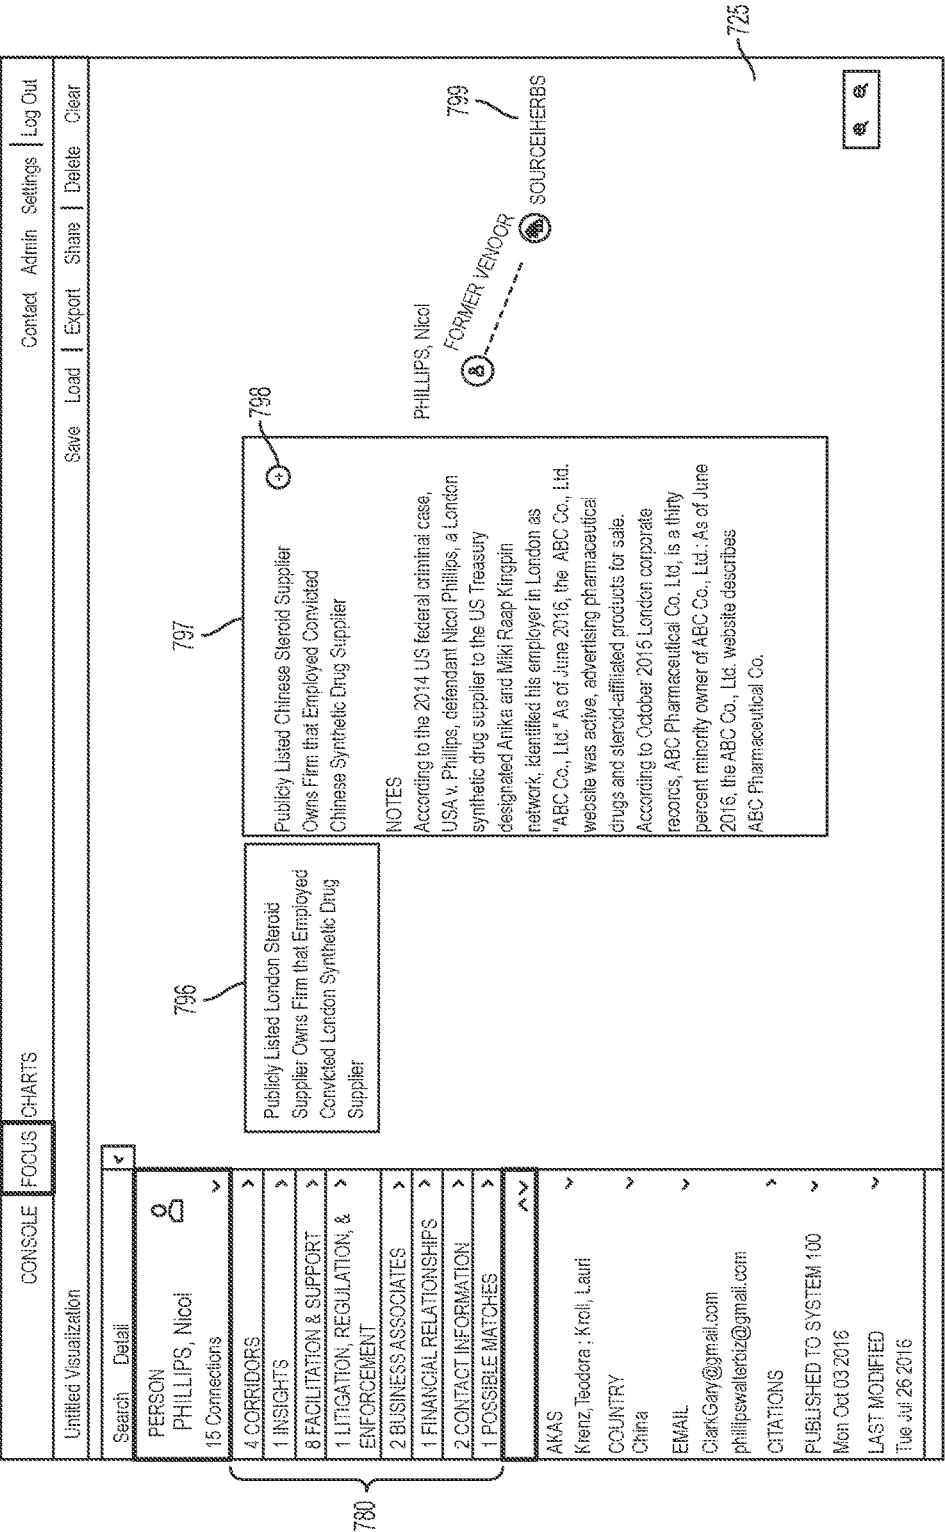 CONSOLE FOCUS CHARTS Contact Admin Settings | Log Out
Untitled Visualization Save Load | Export Share | Delete Clear
Search Detail
PERSON
PHILLIPS, Nicol
15 Connections
4 CORRIDORS
1 INSIGHTS
8 FACILITATION & SUPPORT
1 LITIGATION, REGULATION, &
ENFORCEMENT
2 BUSINESS ASSOCIATES
1 FINANCIAL RELATIONSHIPS
2 CONTACT INFORMATION
1 POSSIBLE MATCHES
780
AKAS
Krenz, Teodora ; Kroll, Lauri
COUNTRY
China
EMAIL
ClarkGary@gmail.com
phillipswalterbiz@gmail.com
CITATIONS
PUBLISHED TO SYSTEM 100
Mon Oct 03 2016
LAST MODIFIED
Tue Jul 26 2016
796
Publicly Listed London Steroid
Supplier Owns Firm that Employed
Convicted London Synthetic Drug
Supplier
797
798
+
Publicly Listed Chinese Steroid Supplier
Owns Firm that Employed Convicted
Chinese Synthetic Drug Supplier
NOTES
According to the 2014 US federal criminal case,
USA v. Phillips, defendant Nicol Phillips, a London
synthetic drug supplier to the US Treasury
designated Anika and Miki Raap Kingpin
network, identified his employer in London as
"ABC Co., Ltd." As of June 2016, the ABC Co., Ltd.
website was active, advertising pharmaceutical
drugs and steroid-affiliated products for sale.
According to October 2015 London corporate
records, ABC Pharmaceutical Co. Ltd, is a thirty
percent minority owner of ABC Co., Ltd.: As of June
2016, the ABC Co., Ltd. website describes
ABC Pharmaceutical Co.
PHILLIPS, Nicol
FORMER VENOOR
799
SOURCEIHERBS
725